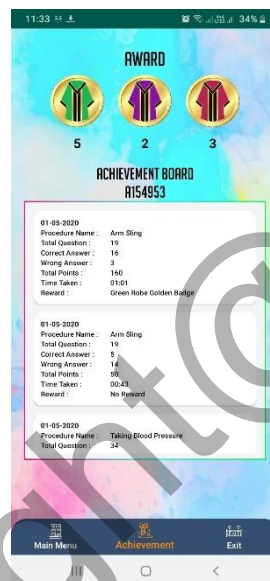 11:33 34%
AWARD
5 2 3
ACHIEVEMENT BOARD
A154953
01-05-2020
Procedure Name : Arm Sling
Total Question : 19
Correct Answer : 16
Wrong Answer : 3
Total Points : 160
Time Taken : 01:01
Reward : Green Robe Golden Badge
01-05-2020
Procedure Name : Arm Sling
Total Question : 19
Correct Answer : 5
Wrong Answer : 14
Total Points : 50
Time Taken : 00:43
Reward : No Reward
01-05-2020
Procedure Name : Taking Blood Pressure
Total Question : 34
Main Menu Achievement Exit